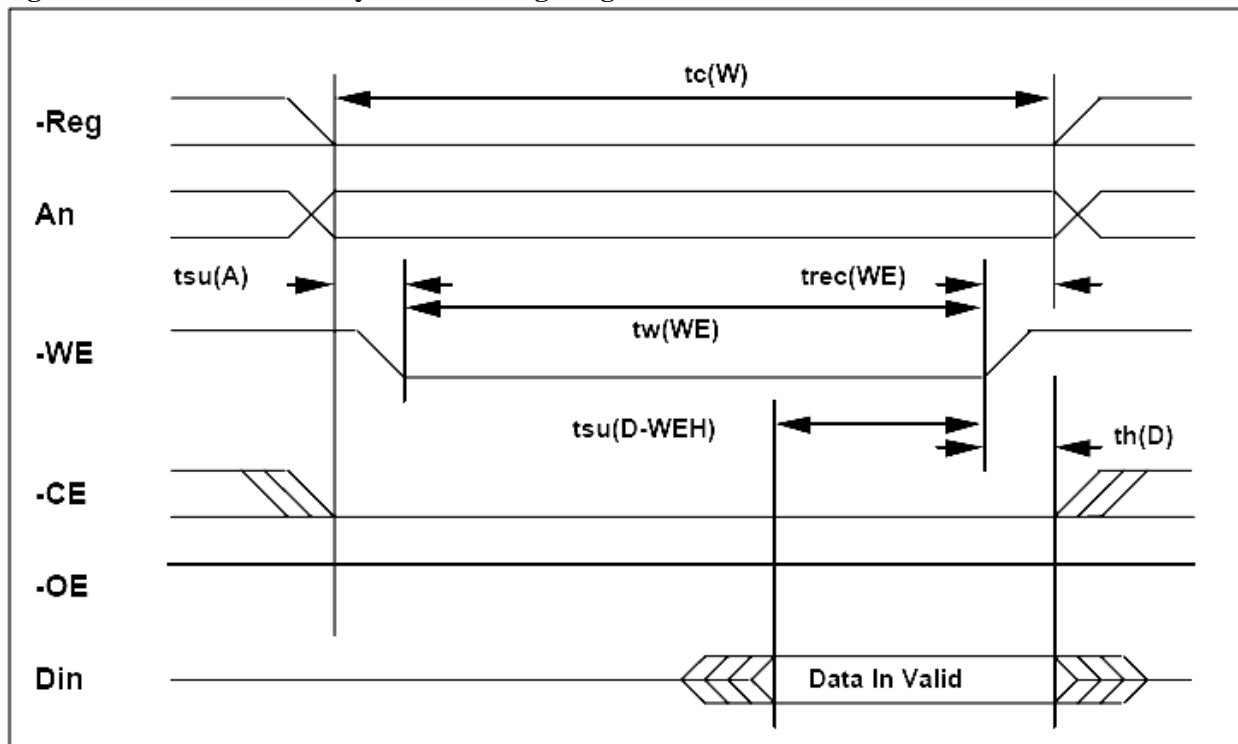 tc(W)
-Reg
An
tsu(A)
trec(WE)
tw(WE)
-WE
tsu(D-WEH)
th(D)
-CE
-OE
Din
Data In Valid